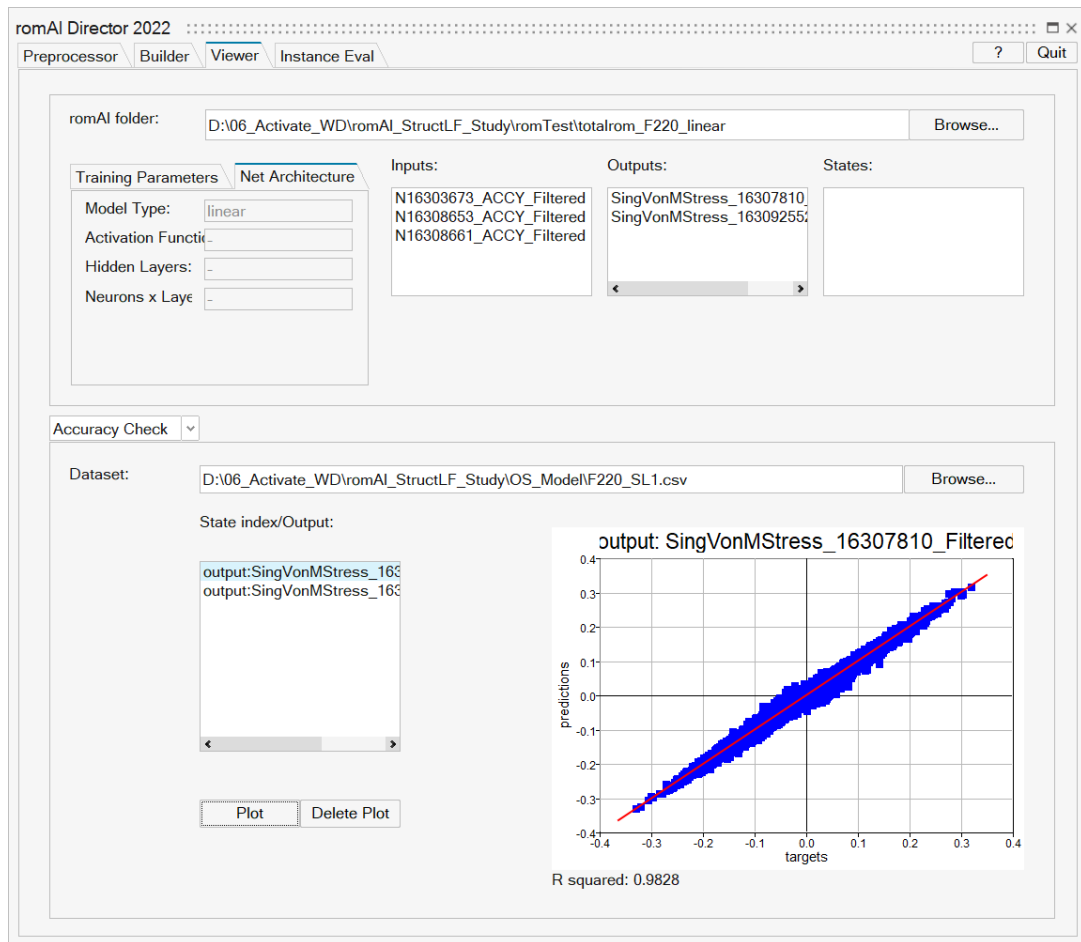 romAI Director 2022
Preprocessor Builder Viewer Instance Eval ? Quit
romAI folder: D:\06_Activate_WD\romAI_StructLF_Study\romTest\totalrom_F220_linear Browse...
Training Parameters Net Architecture
Model Type: linear
Activation Functi -
Hidden Layers: -
Neurons x Laye -
Inputs:
N16303673_ACCY_Filtered
N16308653_ACCY_Filtered
N16308661_ACCY_Filtered
Outputs:
SingVonMStress_16307810_
SingVonMStress_163092552
States:
Accuracy Check
Dataset: D:\06_Activate_WD\romAI_StructLF_Study\OS_Model\F220_SL1.csv Browse...
State index/Output:
output:SingVonMStress_163
output:SingVonMStress_163
Plot Delete Plot
output: SingVonMStress_16307810_Filtered
0.4
0.3
0.2
0.1
0.0
-0.1
-0.2
-0.3
-0.4
predictions
-0.4 -0.3 -0.2 -0.1 0.0 0.1 0.2 0.3 0.4
targets
R squared: 0.9828